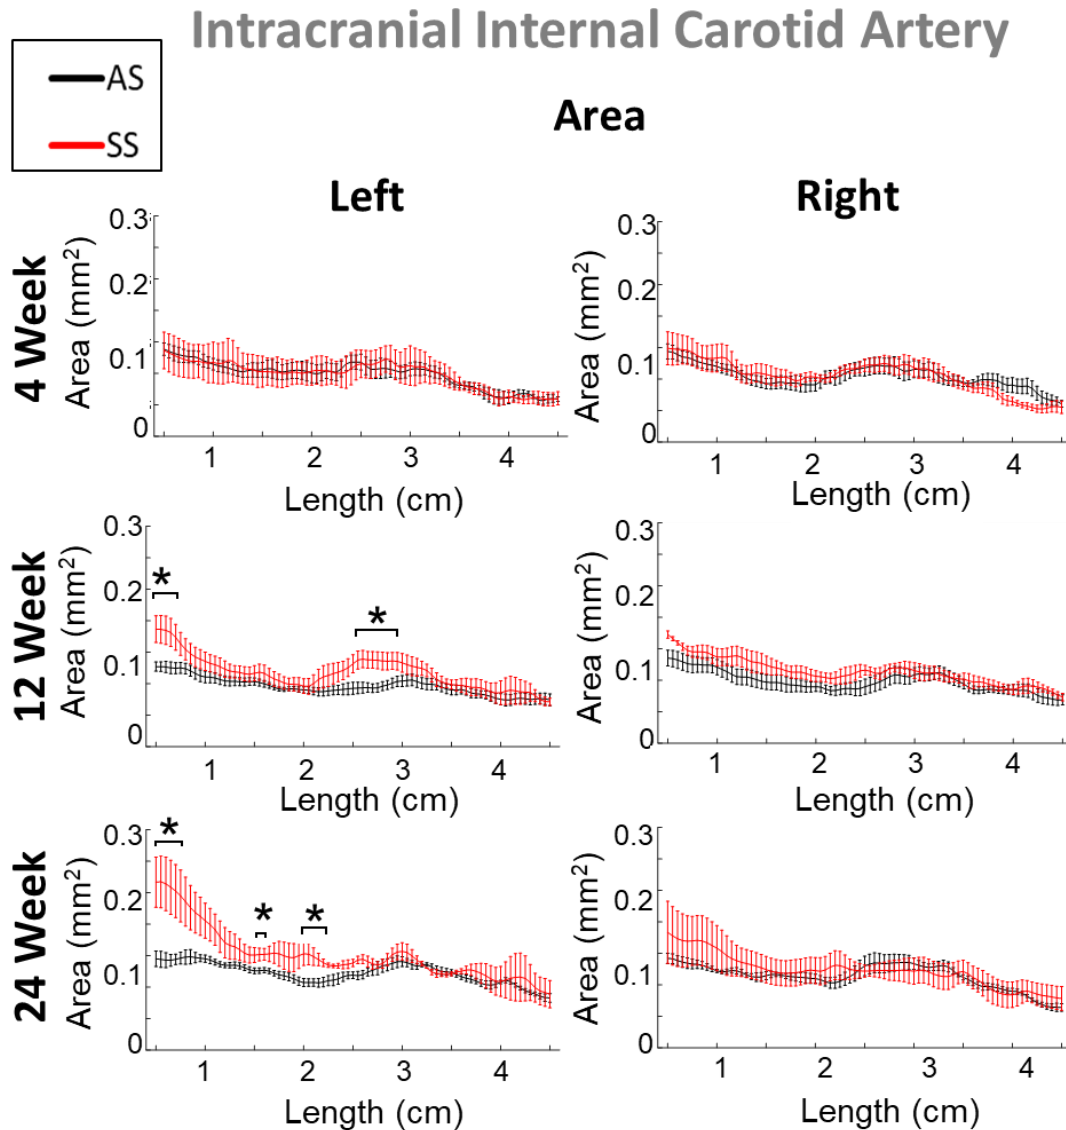 Intracranial Internal Carotid Artery
AS
SS
Area
Left
Right
4 Week
Area (mm²)
0.3
0.2
0.1
0
1 2 3 4
Length (cm)
Area (mm²)
0.3
0.2
0.1
0
1 2 3 4
Length (cm)
12 Week
Area (mm²)
0.3
0.2
0.1
0
*
*
1 2 3 4
Length (cm)
Area (mm²)
0.3
0.2
0.1
0
1 2 3 4
Length (cm)
24 Week
Area (mm²)
0.3
0.2
0.1
0
*
*
*
1 2 3 4
Length (cm)
Area (mm²)
0.3
0.2
0.1
0
1 2 3 4
Length (cm)